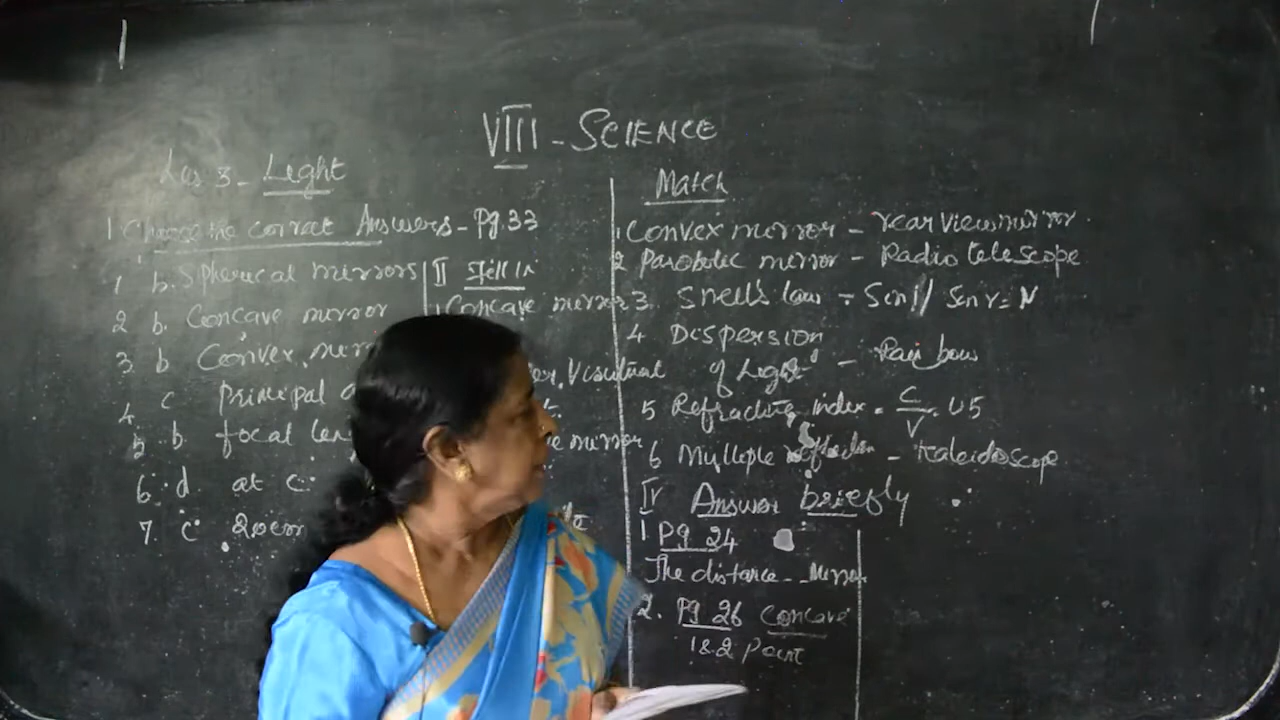 VIII - SCIENCE
Les 3 - Light
1 Choose the correct Answers - Pg.33
1 b. Spherical mirrors
2 b. Concave mirror
3 b Convex
4 c Principal
5 b focal
6. d. at c.
7. c
II Fill in
1 Concave mirror
Match
1. Convex mirror - rear view mirror
2 Parabolic mirror - Radio telescope
3. Snell's law - Sin i / Sin r = N
4 Dispersion
of Light - Rainbow
5 Refractive index = C/V
6 Multiple reflection - Kaleidoscope
IV Answer briefly
1 Pg 24
The distance - - Mirror
2. Pg 26 Concave
1&2 Point